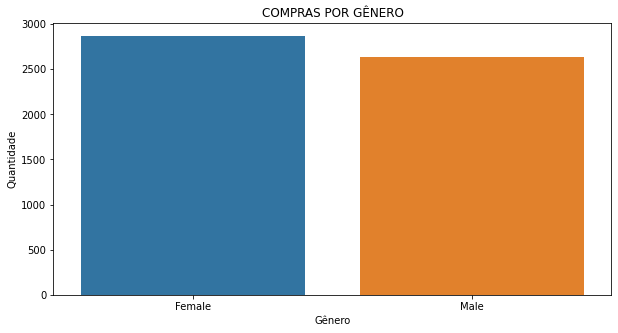 COMPRAS POR GÊNERO
Quantidade
3000
2500
2000
1500
1000
500
0
Female
Male
Gênero